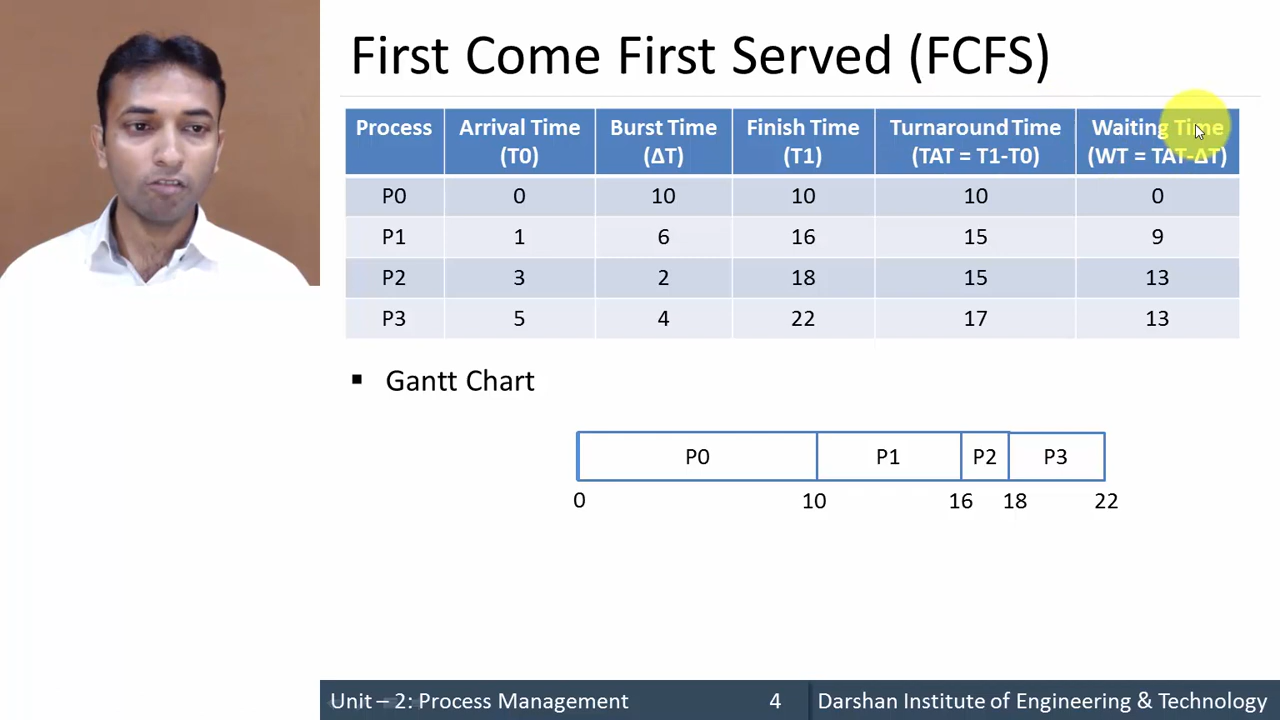 First Come First Served (FCFS)
Process Arrival Time (T0) Burst Time (ΔT) Finish Time (T1) Turnaround Time (TAT = T1-T0) Waiting Time (WT = TAT-ΔT)
P0 0 10 10 10 0
P1 1 6 16 15 9
P2 3 2 18 15 13
P3 5 4 22 17 13
▪ Gantt Chart
P0 P1 P2 P3
0 10 16 18 22
Unit – 2: Process Management 4 Darshan Institute of Engineering & Technology